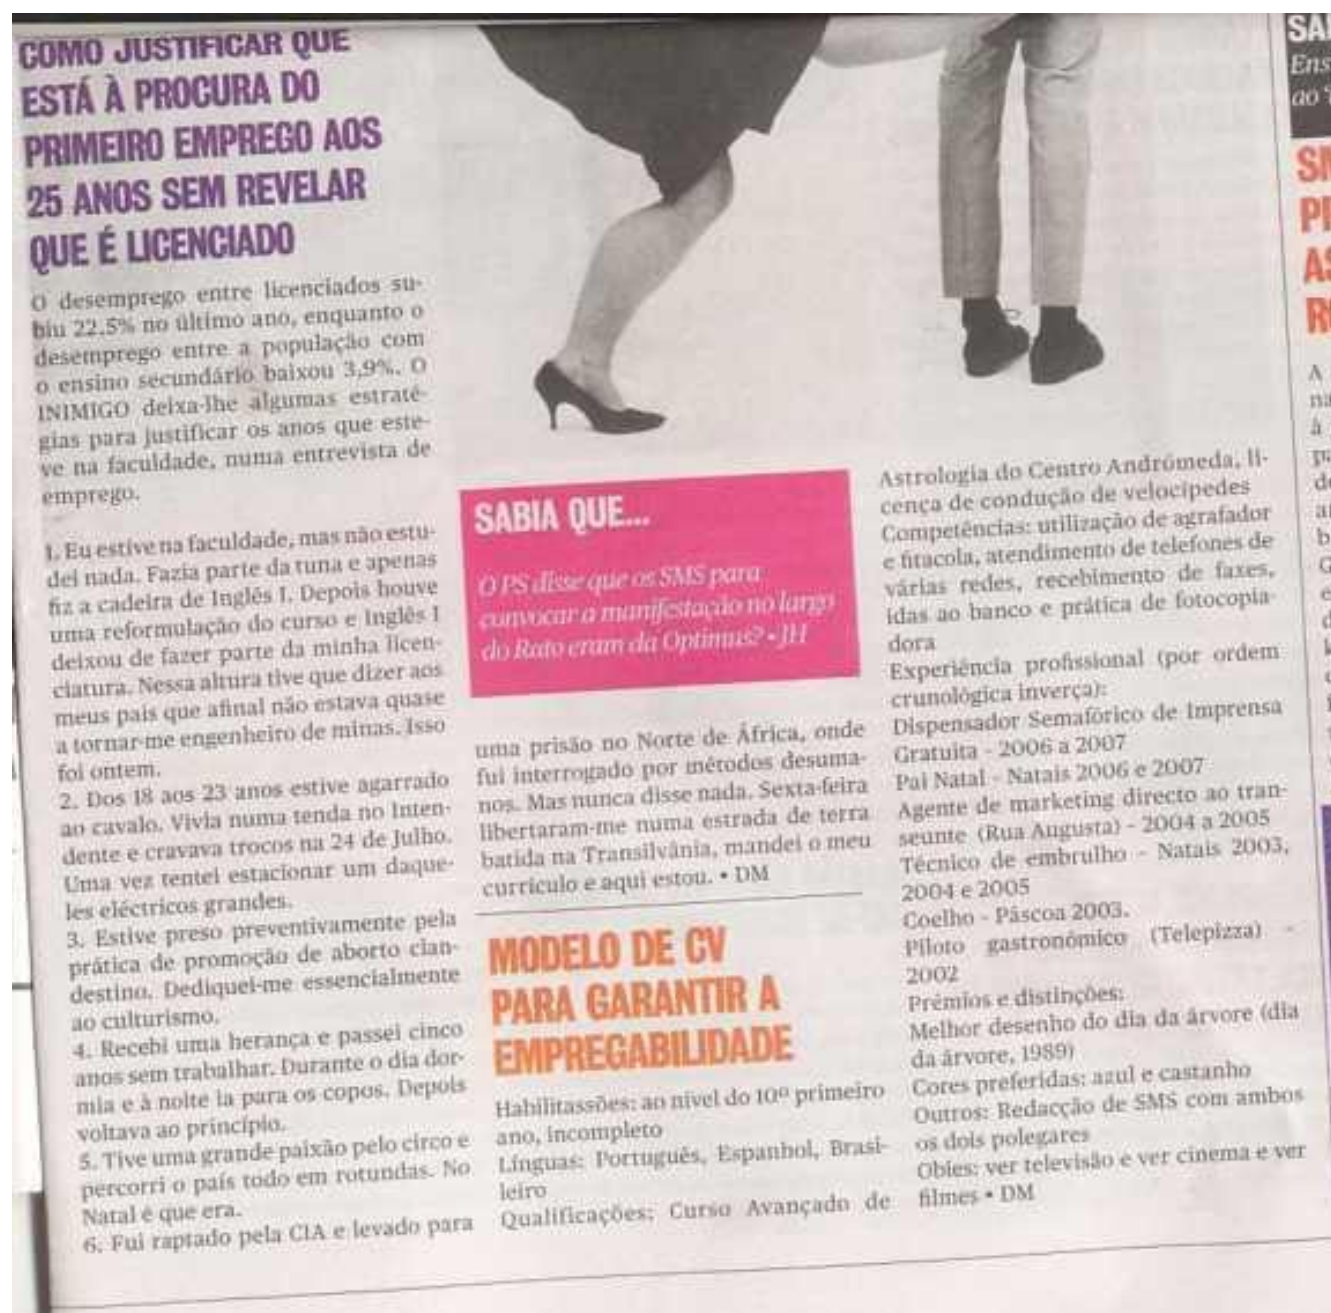 COMO JUSTIFICAR QUE
ESTÁ À PROCURA DO
PRIMEIRO EMPREGO AOS
25 ANOS SEM REVELAR
QUE É LICENCIADO
O desemprego entre licenciados su-
biu 22,5% no último ano, enquanto o
desemprego entre a população com
o ensino secundário baixou 3,9%. O
INIMIGO deixa-lhe algumas estraté-
gias para justificar os anos que este-
ve na faculdade, numa entrevista de
emprego.
1. Eu estive na faculdade, mas não estu-
dei nada. Fazia parte da tuna e apenas
fiz a cadeira de Inglês I. Depois houve
uma reformulação do curso e Inglês I
deixou de fazer parte da minha licen-
ciatura. Nessa altura tive que dizer aos
meus pais que afinal não estava quase
a tornar-me engenheiro de minas. Isso
foi ontem.
2. Dos 18 aos 23 anos estive agarrado
ao cavalo. Vivia numa tenda no Inten-
dente e cravava trocos na 24 de Julho.
Uma vez tentei estacionar um daque-
les eléctricos grandes.
3. Estive preso preventivamente pela
prática de promoção de aborto clan-
destino. Dediquei-me essencialmente
ao culturismo.
4. Recebi uma herança e passei cinco
anos sem trabalhar. Durante o dia dor-
mia e à noite ia para os copos. Depois
voltava ao princípio.
5. Tive uma grande paixão pelo circo e
percorri o país todo em rotundas. No
Natal é que era.
6. Fui raptado pela CIA e levado para
SABIA QUE...
O PS disse que os SMS para
convocar a manifestação no largo
do Rato eram da Optimus? • JH
uma prisão no Norte de África, onde
fui interrogado por métodos desuma-
nos. Mas nunca disse nada. Sexta-feira
libertaram-me numa estrada de terra
batida na Transilvânia, mandei o meu
currículo e aqui estou. • DM
MODELO DE CV
PARA GARANTIR A
EMPREGABILIDADE
Habilitassões: ao nível do 10º primeiro
ano, incompleto
Línguas: Português, Espanhol, Brasi-
leiro
Qualificações: Curso Avançado de
Astrologia do Centro Andrómeda, li-
cença de condução de velocípedes
Competências: utilização de agrafador
e fitacola, atendimento de telefones de
várias redes, recebimento de faxes,
idas ao banco e prática de fotocopia-
dora
Experiência profissional (por ordem
crunológica inverça):
Dispensador Semafórico de Imprensa
Gratuita - 2006 a 2007
Pai Natal - Natais 2006 e 2007
Agente de marketing directo ao tran-
seunte (Rua Augusta) - 2004 a 2005
Técnico de embrulho - Natais 2003,
2004 e 2005
Coelho - Páscoa 2003.
Piloto gastronómico (Telepizza) -
2002
Prémios e distinções:
Melhor desenho do dia da árvore (dia
da árvore, 1989)
Cores preferidas: azul e castanho
Outros: Redacção de SMS com ambos
os dois polegares
Obies: ver televisão e ver cinema e ver
filmes • DM
Ens
ao